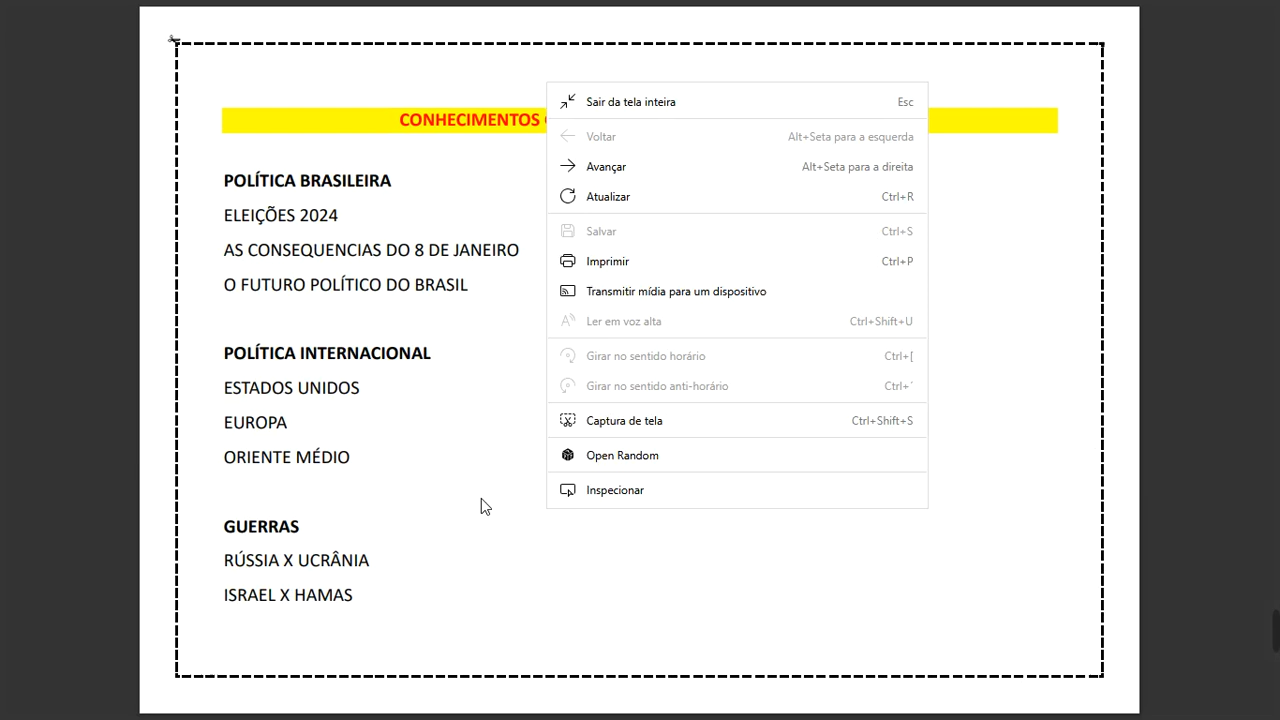 CONHECIMENTOS
POLÍTICA BRASILEIRA
ELEIÇÕES 2024
AS CONSEQUENCIAS DO 8 DE JANEIRO
O FUTURO POLÍTICO DO BRASIL
POLÍTICA INTERNACIONAL
ESTADOS UNIDOS
EUROPA
ORIENTE MÉDIO
GUERRAS
RÚSSIA X UCRÂNIA
ISRAEL X HAMAS
Sair da tela inteira Esc
Voltar Alt+Seta para a esquerda
Avançar Alt+Seta para a direita
Atualizar Ctrl+R
Salvar Ctrl+S
Imprimir Ctrl+P
Transmitir mídia para um dispositivo
Ler em voz alta Ctrl+Shift+U
Girar no sentido horário Ctrl+[
Girar no sentido anti-horário Ctrl+´
Captura de tela Ctrl+Shift+S
Open Random
Inspecionar